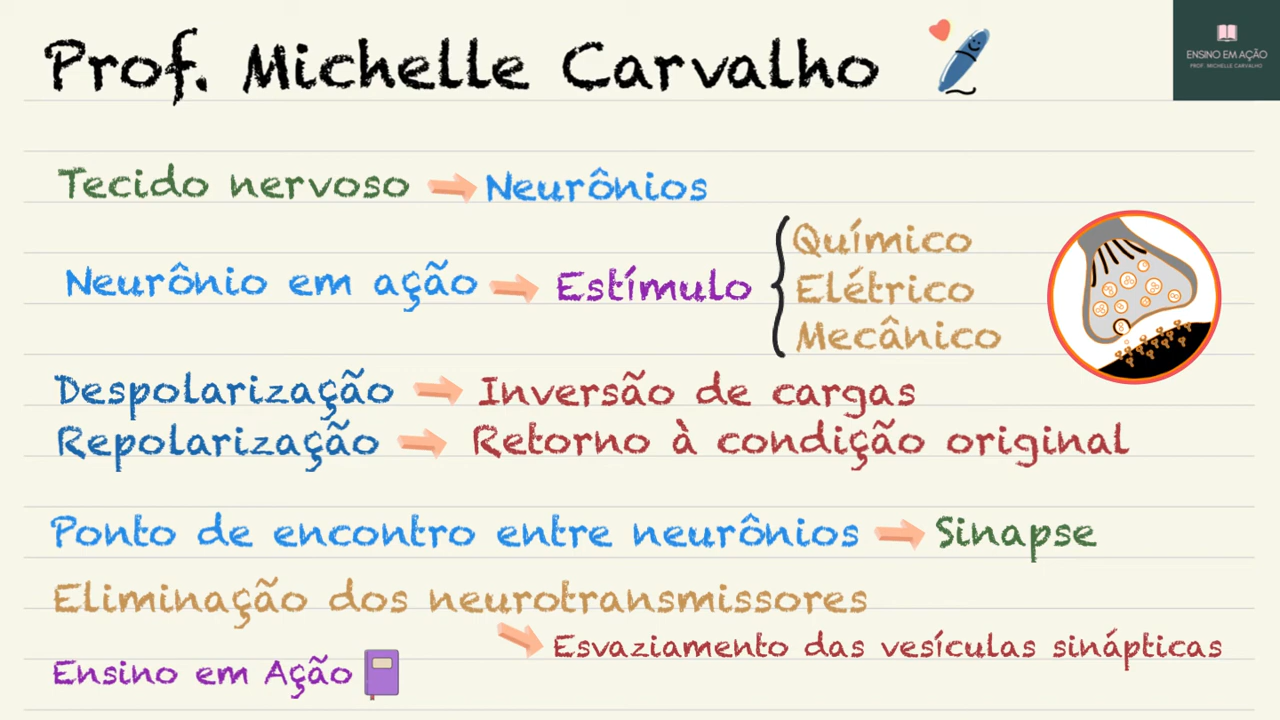 Prof. Michelle Carvalho
ENSINO EM AÇÃO
PROF. MICHELLE CARVALHO
Tecido nervoso Neurônios
Neurônio em ação Estímulo
Químico
Elétrico
Mecânico
Despolarização Inversão de cargas
Repolarização Retorno à condição original
Ponto de encontro entre neurônios Sinapse
Eliminação dos neurotransmissores
Esvaziamento das vesículas sinápticas
Ensino em Ação